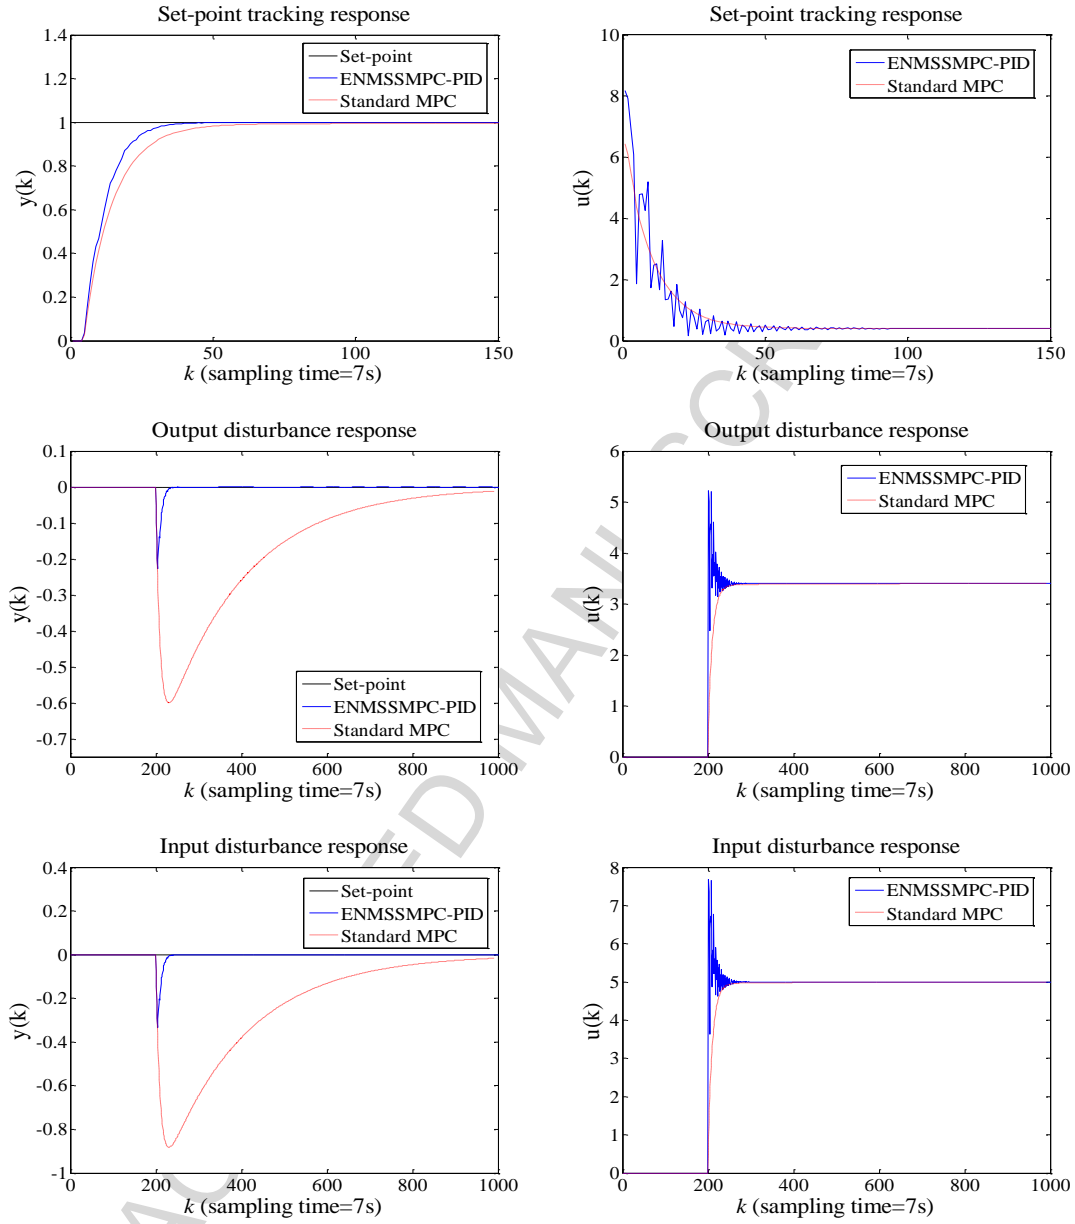 Set-point tracking response
1.4
1.2
1
0.8
0.6
0.4
0.2
0
y(k)
Set-point
ENMSSMPC-PID
Standard MPC
0
50
100
150
k (sampling time=7s)
Set-point tracking response
10
8
6
4
2
0
u(k)
ENMSSMPC-PID
Standard MPC
0
50
100
150
k (sampling time=7s)
Output disturbance response
0.1
0
-0.1
-0.2
-0.3
-0.4
-0.5
-0.6
-0.7
y(k)
Set-point
ENMSSMPC-PID
Standard MPC
0
200
400
600
800
1000
k (sampling time=7s)
Output disturbance response
6
5
4
3
2
1
0
u(k)
ENMSSMPC-PID
Standard MPC
0
200
400
600
800
1000
k (sampling time=7s)
Input disturbance response
0.4
0.2
0
-0.2
-0.4
-0.6
-0.8
-1
y(k)
Set-point
ENMSSMPC-PID
Standard MPC
0
200
400
600
800
1000
k (sampling time=7s)
Input disturbance response
8
7
6
5
4
3
2
1
0
u(k)
ENMSSMPC-PID
Standard MPC
0
200
400
600
800
1000
k (sampling time=7s)